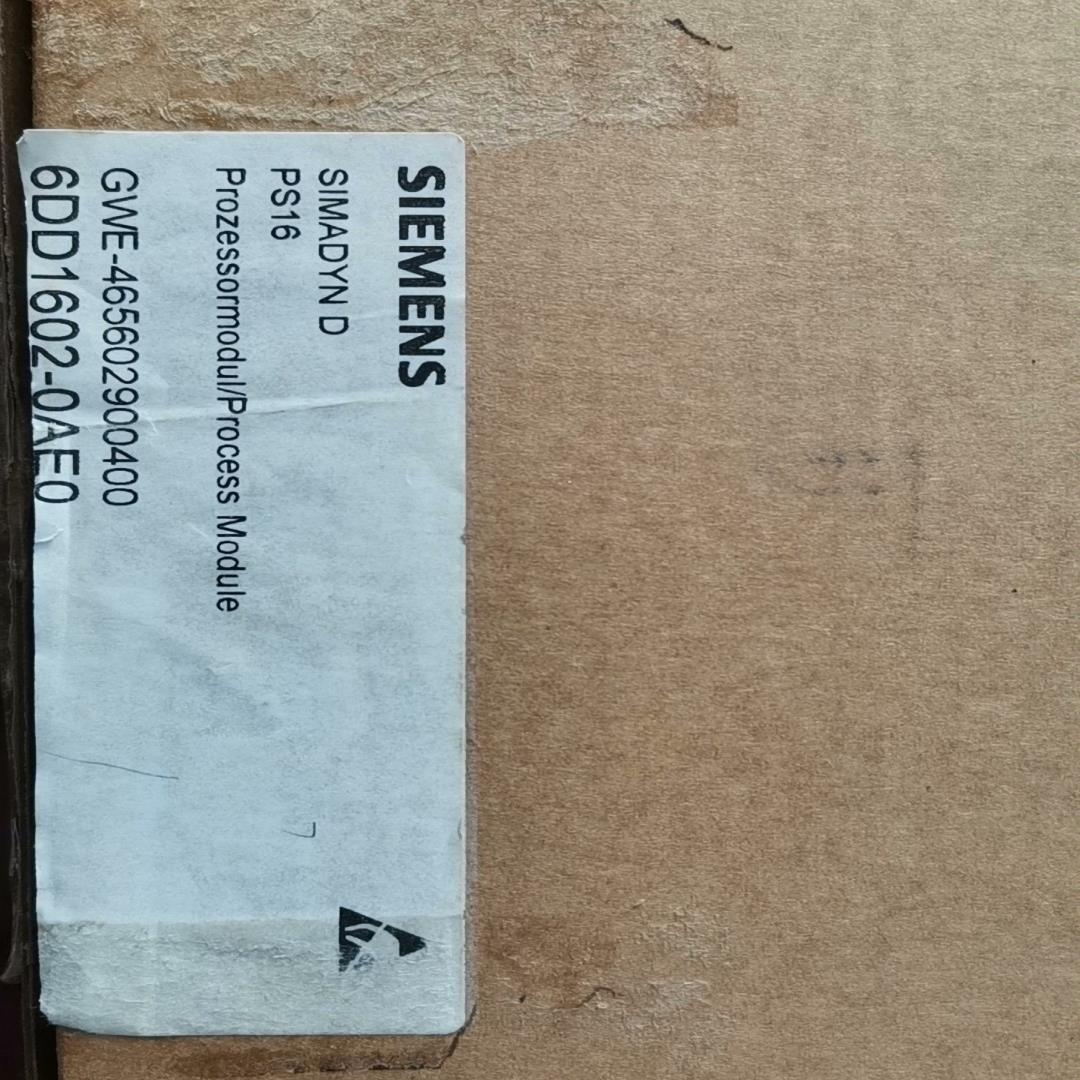 SIEMENS
SIMADYN D
PS16
Prozessormodul/Process Module
GWE-465602900400
6DD1602-0AE0